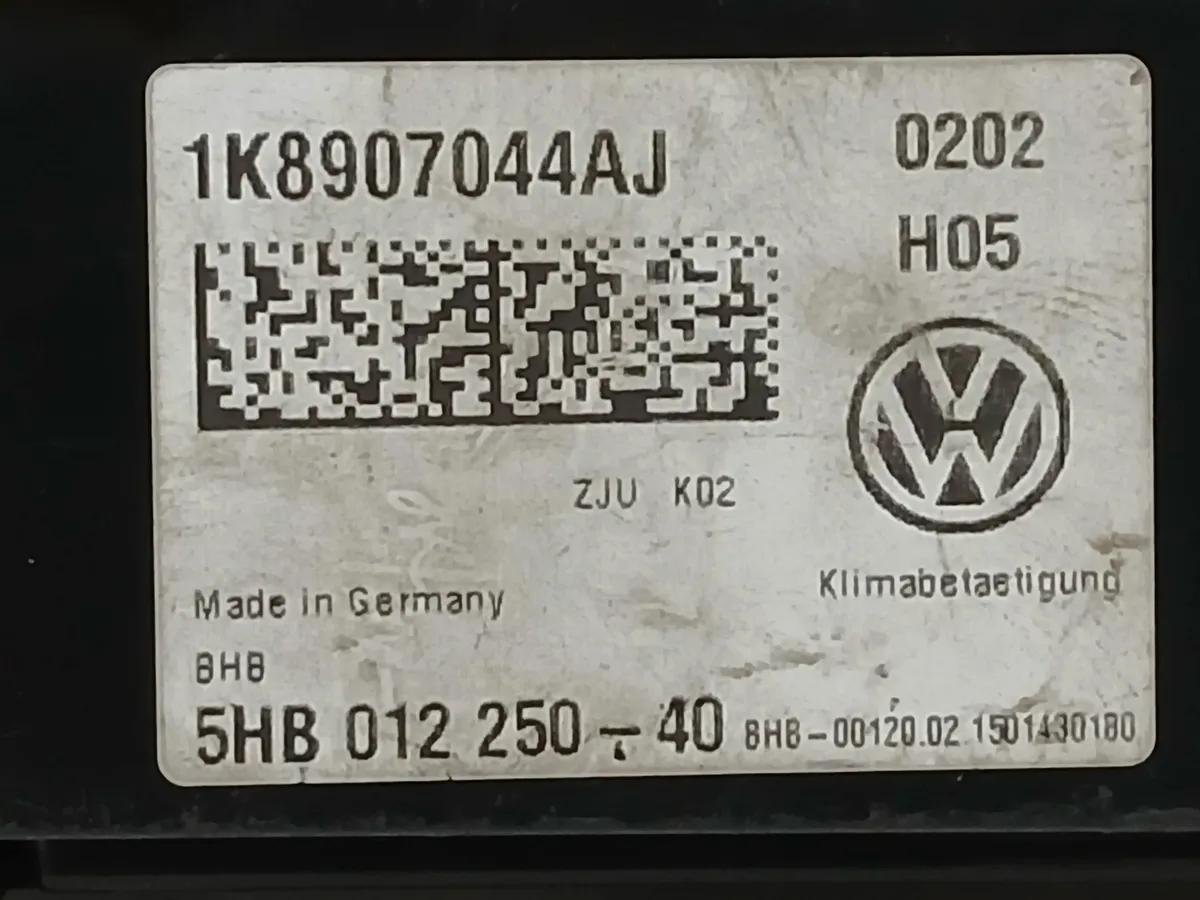 1K8907044AJ
0202
H05
ZJU K02
Klimabetaetigung
Made in Germany
BHB
5HB 012 250-40
BHB-00120.02 1501430180